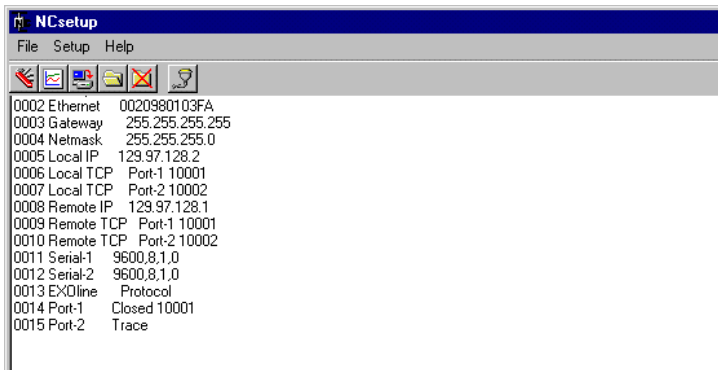 NCsetup
File Setup Help
0002 Ethernet 0020980103FA
0003 Gateway 255.255.255.255
0004 Netmask 255.255.255.0
0005 Local IP 129.97.128.2
0006 Local TCP Port-1 10001
0007 Local TCP Port-2 10002
0008 Remote IP 129.97.128.1
0009 Remote TCP Port-1 10001
0010 Remote TCP Port-2 10002
0011 Serial-1 9600,8,1,0
0012 Serial-2 9600,8,1,0
0013 EXOline Protocol
0014 Port-1 Closed 10001
0015 Port-2 Trace